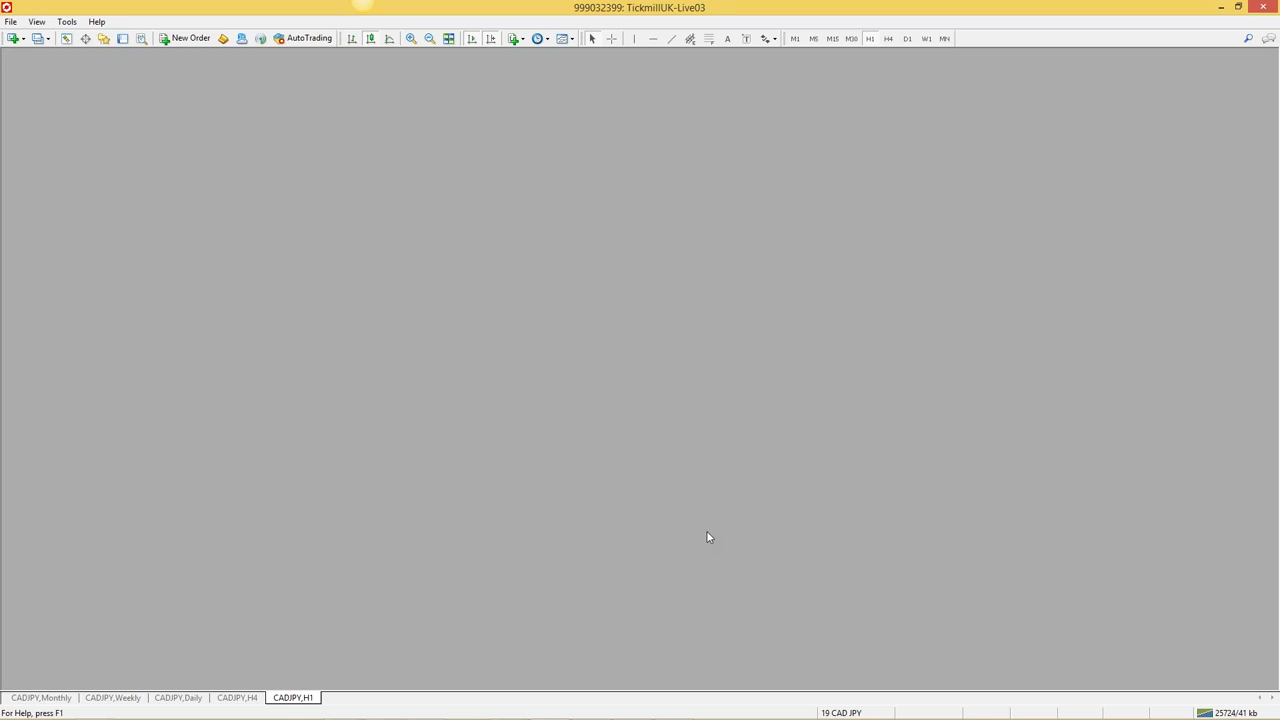 999032399: TickmillUK-Live03
File View Tools Help
New Order AutoTrading A T M1 M5 M15 M30 H1 H4 D1 W1 MN
CADJPY,Monthly CADJPY,Weekly CADJPY,Daily CADJPY,H4 CADJPY,H1
For Help, press F1 19 CAD JPY 25724/41 kb